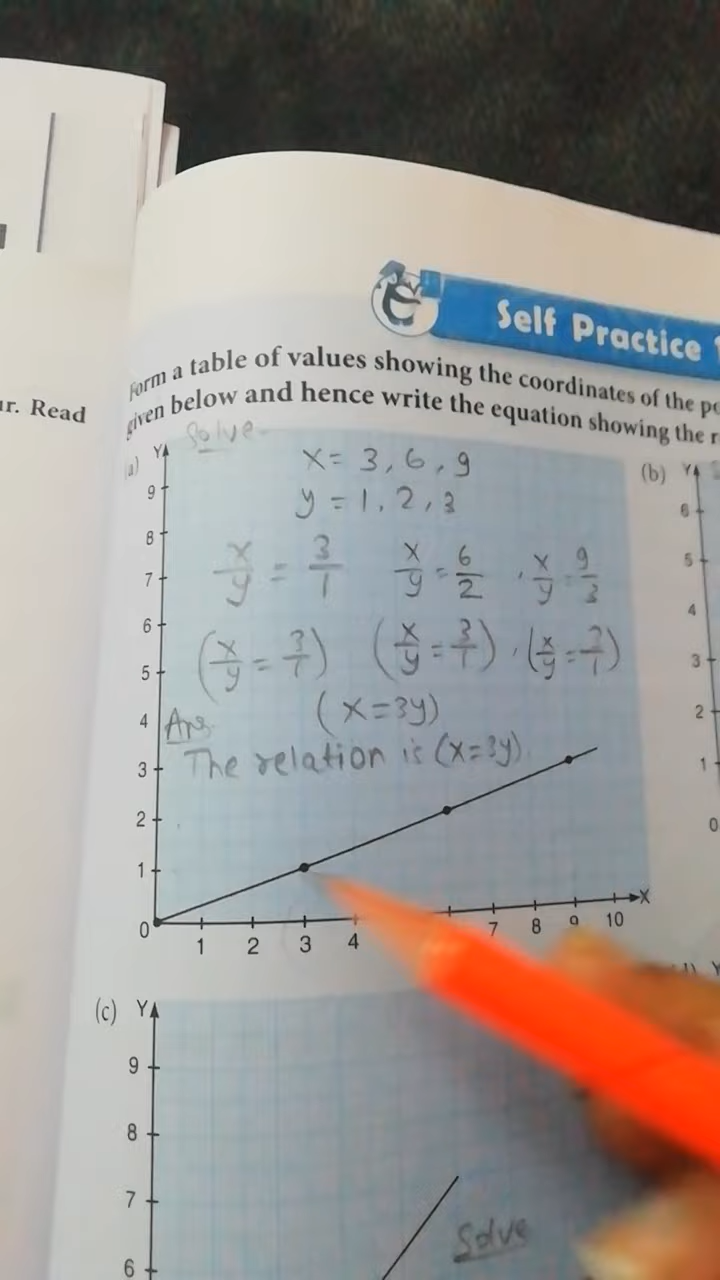 Self Practice
ur. Read
Form a table of values showing the coordinates of the
given below and hence write the equation showing the
Solve
(a) Y
x = 3, 6, 9
y = 1, 2, 3
x/y = 3/1 x/y = 6/2 , x/y = 9/3
(x/y = 3/1) (x/y = 3/1) , (x/y = 3/1)
(x=3y)
Ans
The relation is (x=3y)
9
8
7
6
5
4
3
2
1
0 1 2 3 4 7 8 9 10 X
(b) Y
6
5
4
3
2
1
0
(c) Y
9
8
7
6
Solve